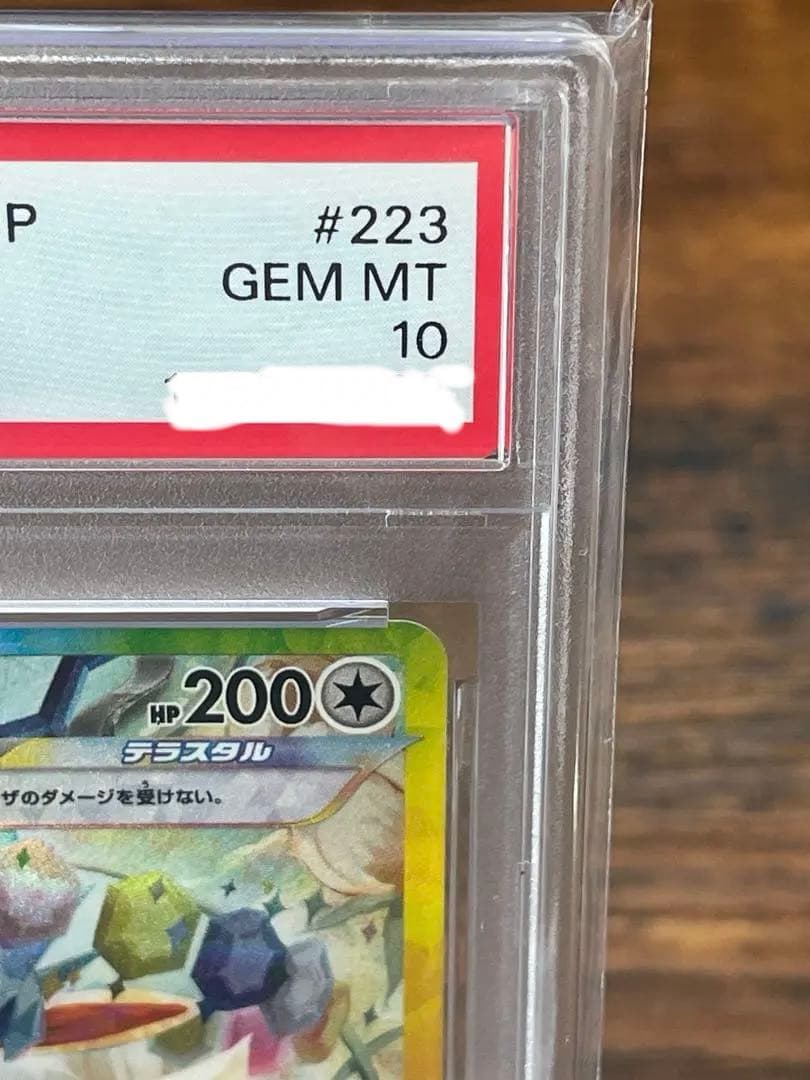 P #223
GEM MT
10
HP200
テラスタル
ザのダメージを受けない。